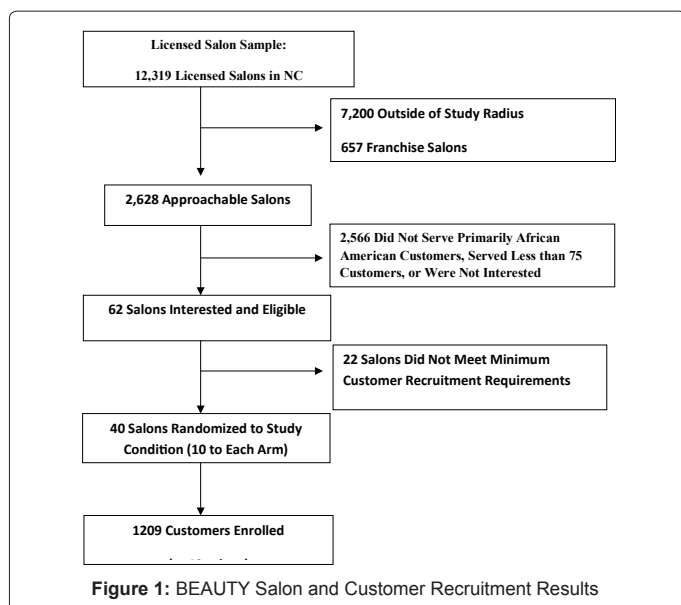 Licensed Salon Sample:
12,319 Licensed Salons in NC
7,200 Outside of Study Radius
657 Franchise Salons
2,628 Approachable Salons
2,566 Did Not Serve Primarily African
American Customers, Served Less than 75
Customers, or Were Not Interested
62 Salons Interested and Eligible
22 Salons Did Not Meet Minimum
Customer Recruitment Requirements
40 Salons Randomized to Study
Condition (10 to Each Arm)
1209 Customers Enrolled
Figure 1: BEAUTY Salon and Customer Recruitment Results